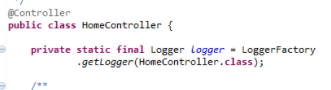 */
@Controller
public class HomeController {
private static final Logger logger = LoggerFactory
.getLogger(HomeController.class);
/**